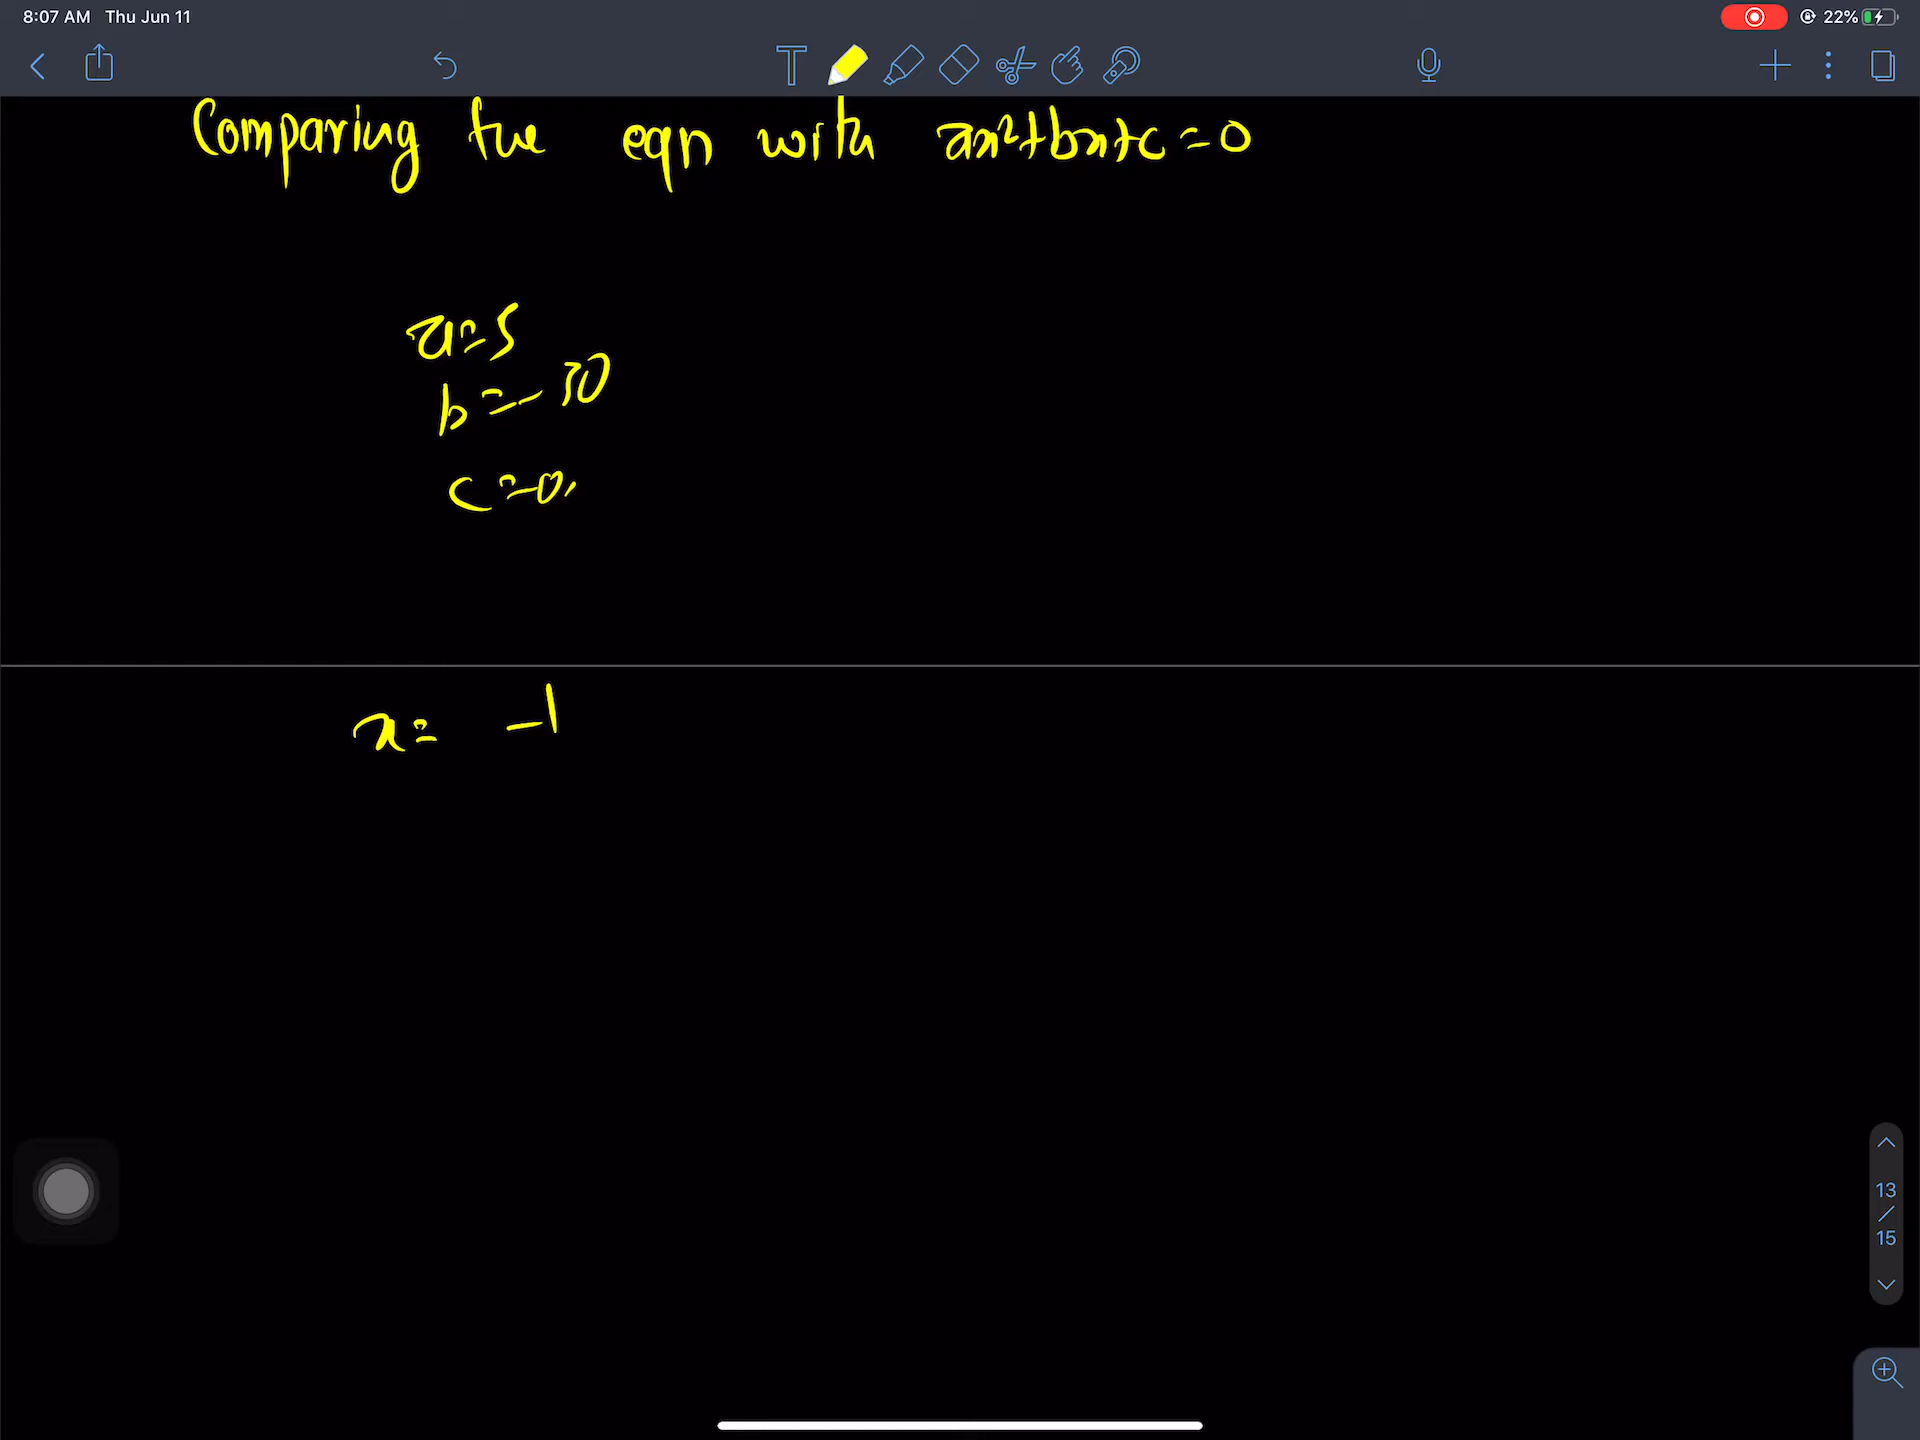 8:07 AM Thu Jun 11
22%
Comparing the eqn with ax²+bx+c=0
a=5
b=-30
c=0
x= -1
13
/
15